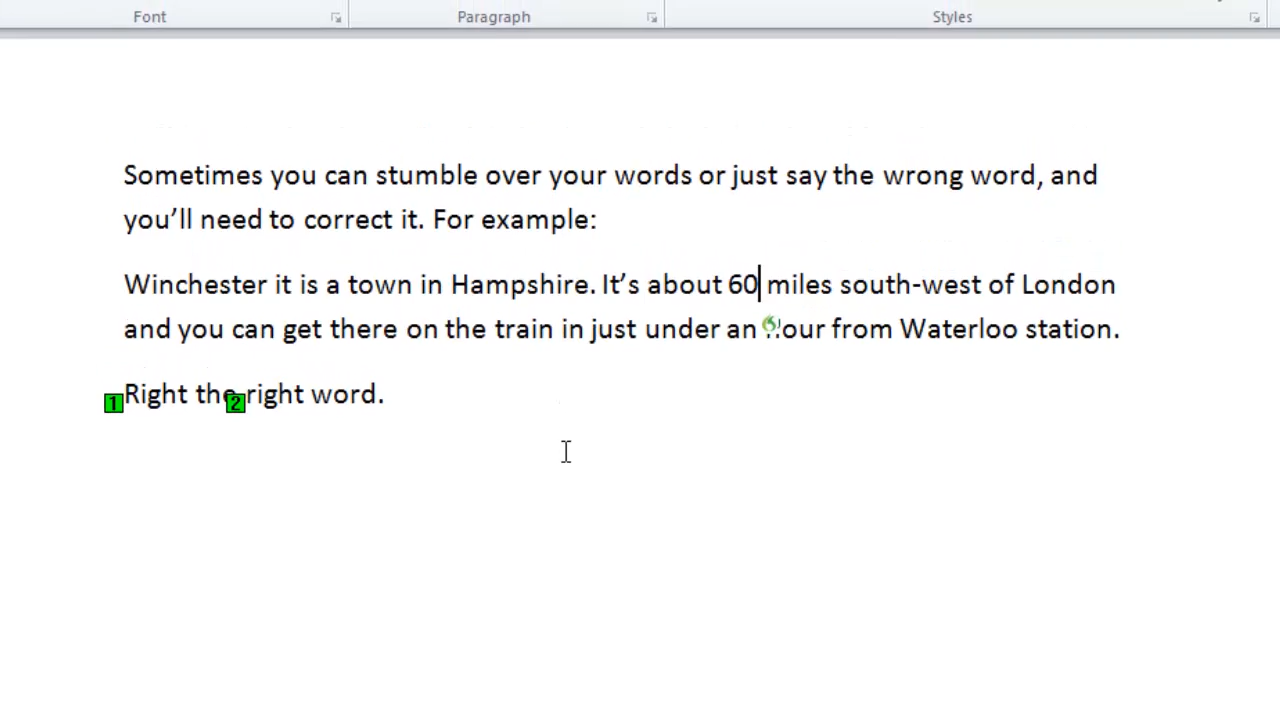 Font Paragraph Styles
Sometimes you can stumble over your words or just say the wrong word, and
you’ll need to correct it. For example:
Winchester it is a town in Hampshire. It’s about 60 miles south-west of London
and you can get there on the train in just under an hour from Waterloo station.
1 Right the 2 right word.